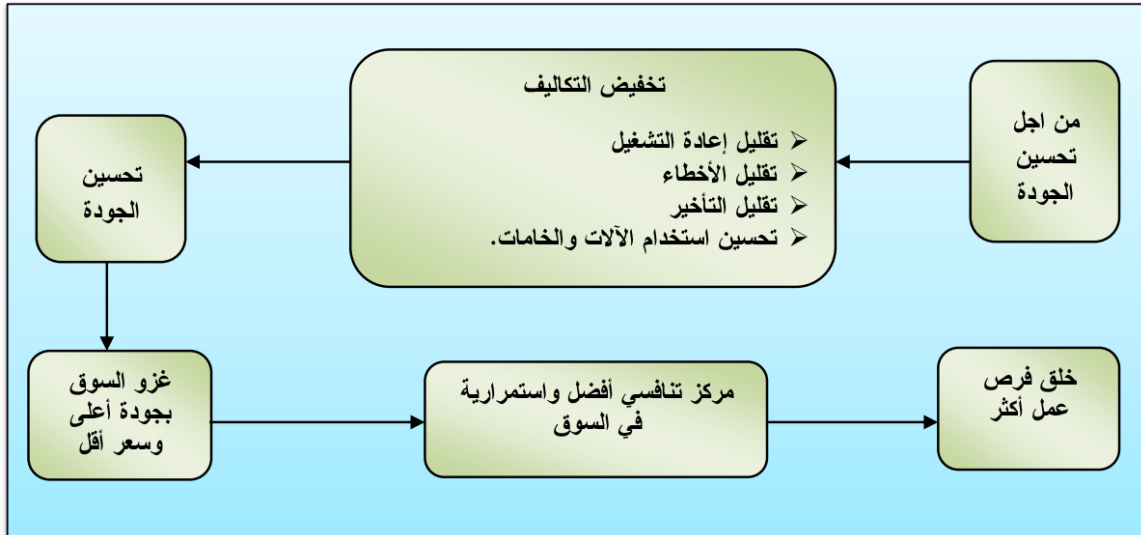 من اجل
تحسين
الجودة
تخفيض التكاليف
تقليل إعادة التشغيل
تقليل الأخطاء
تقليل التأخير
تحسين استخدام الآلات والخامات.
تحسين
الجودة
غزو السوق
بجودة أعلى
وسعر أقل
مركز تنافسي أفضل واستمرارية
في السوق
خلق فرص
عمل أكثر